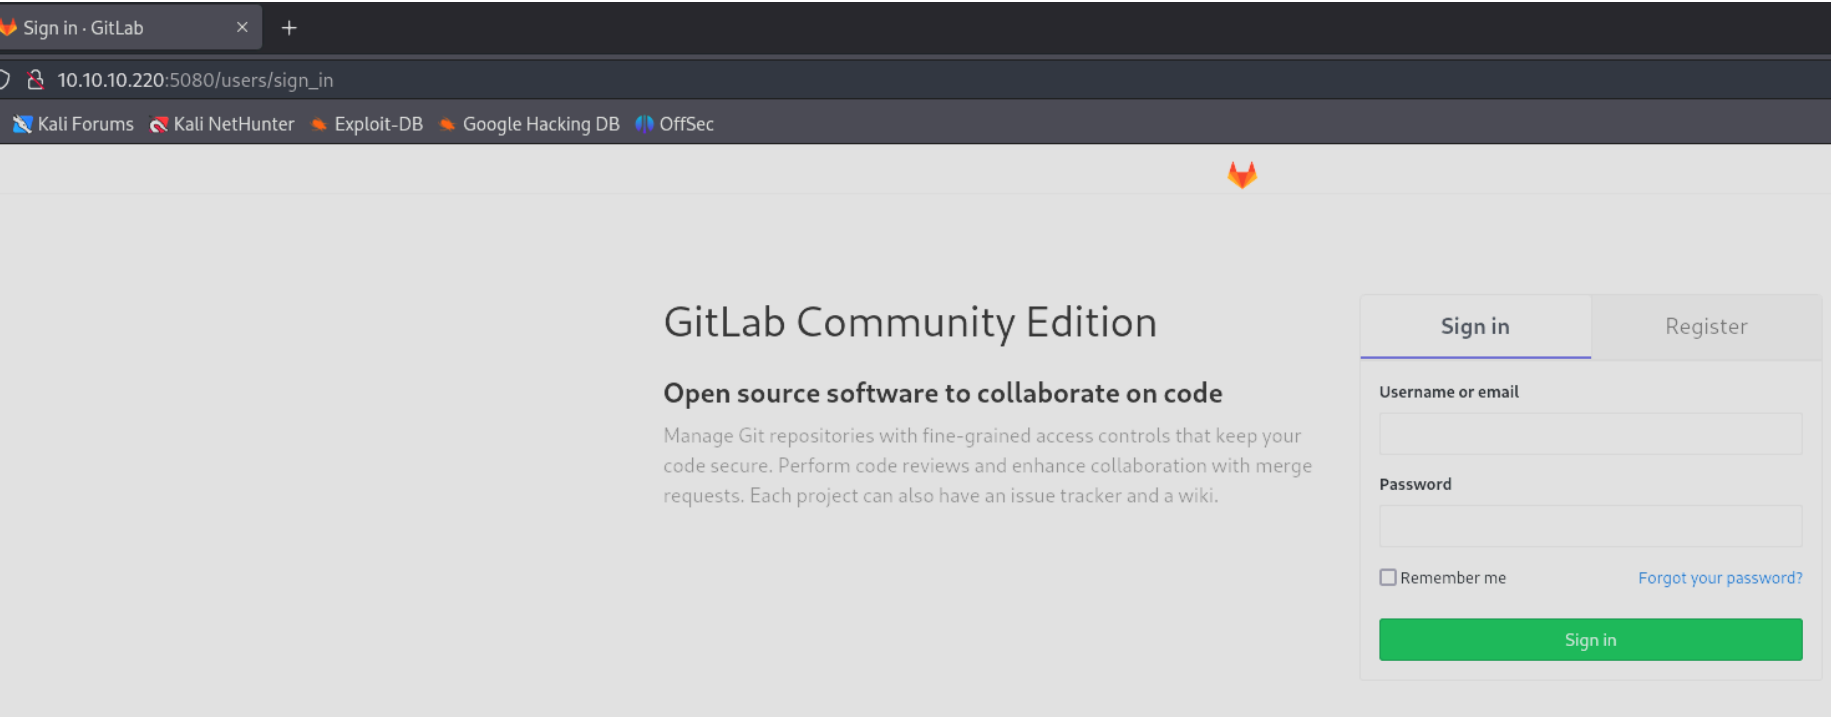 Sign in · GitLab
10.10.10.220:5080/users/sign_in
Kali Forums Kali NetHunter Exploit-DB Google Hacking DB OffSec
GitLab Community Edition
Open source software to collaborate on code
Manage Git repositories with fine-grained access controls that keep your
code secure. Perform code reviews and enhance collaboration with merge
requests. Each project can also have an issue tracker and a wiki.
Sign in Register
Username or email
Password
Remember me Forgot your password?
Sign in